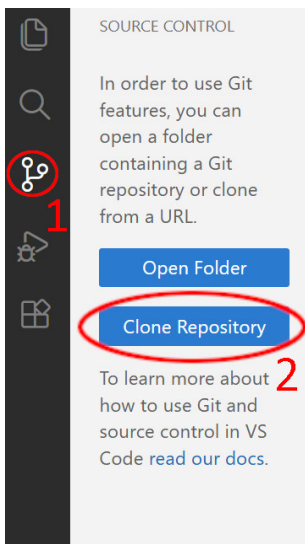 SOURCE CONTROL
In order to use Git
features, you can
open a folder
containing a Git
repository or clone
from a URL.
1
Open Folder
Clone Repository
2
To learn more about
how to use Git and
source control in VS
Code read our docs.